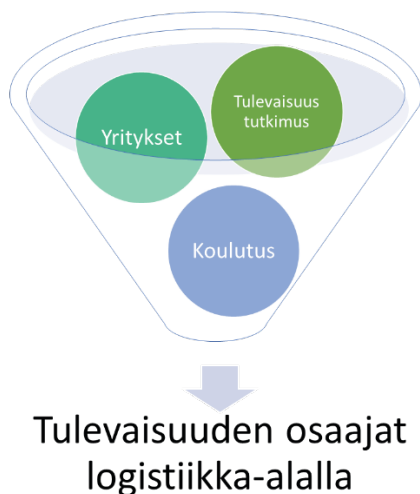 Yritykset
Tulevaisuus
tutkimus
Koulutus
Tulevaisuuden osaajat
logistiikka-alalla